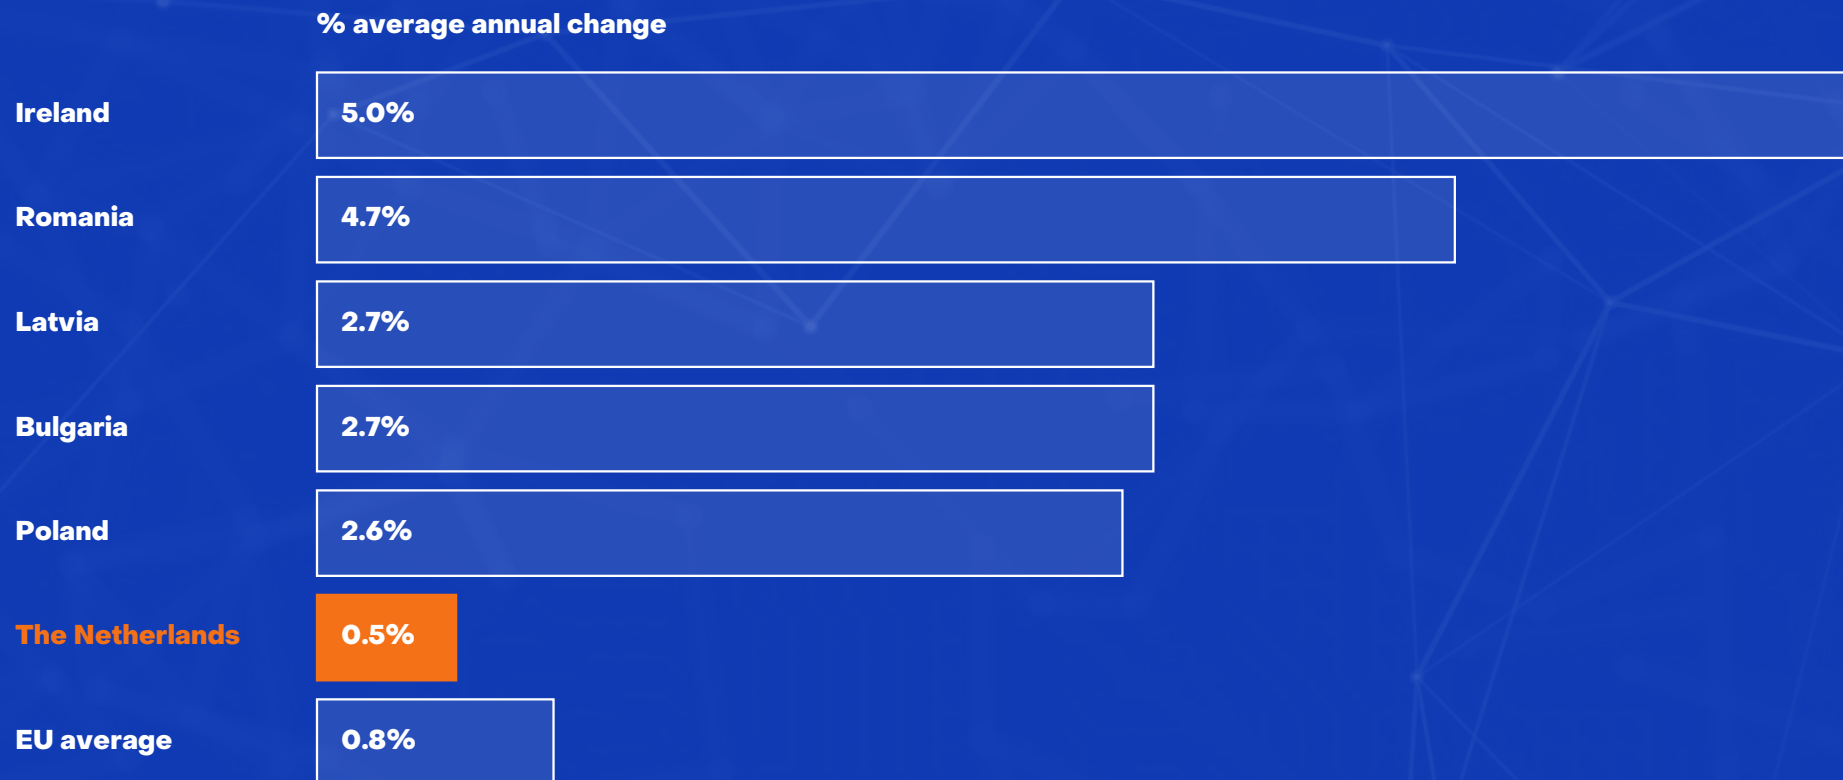 % average annual change
Ireland 5.0%
Romania 4.7%
Latvia 2.7%
Bulgaria 2.7%
Poland 2.6%
The Netherlands 0.5%
EU average 0.8%